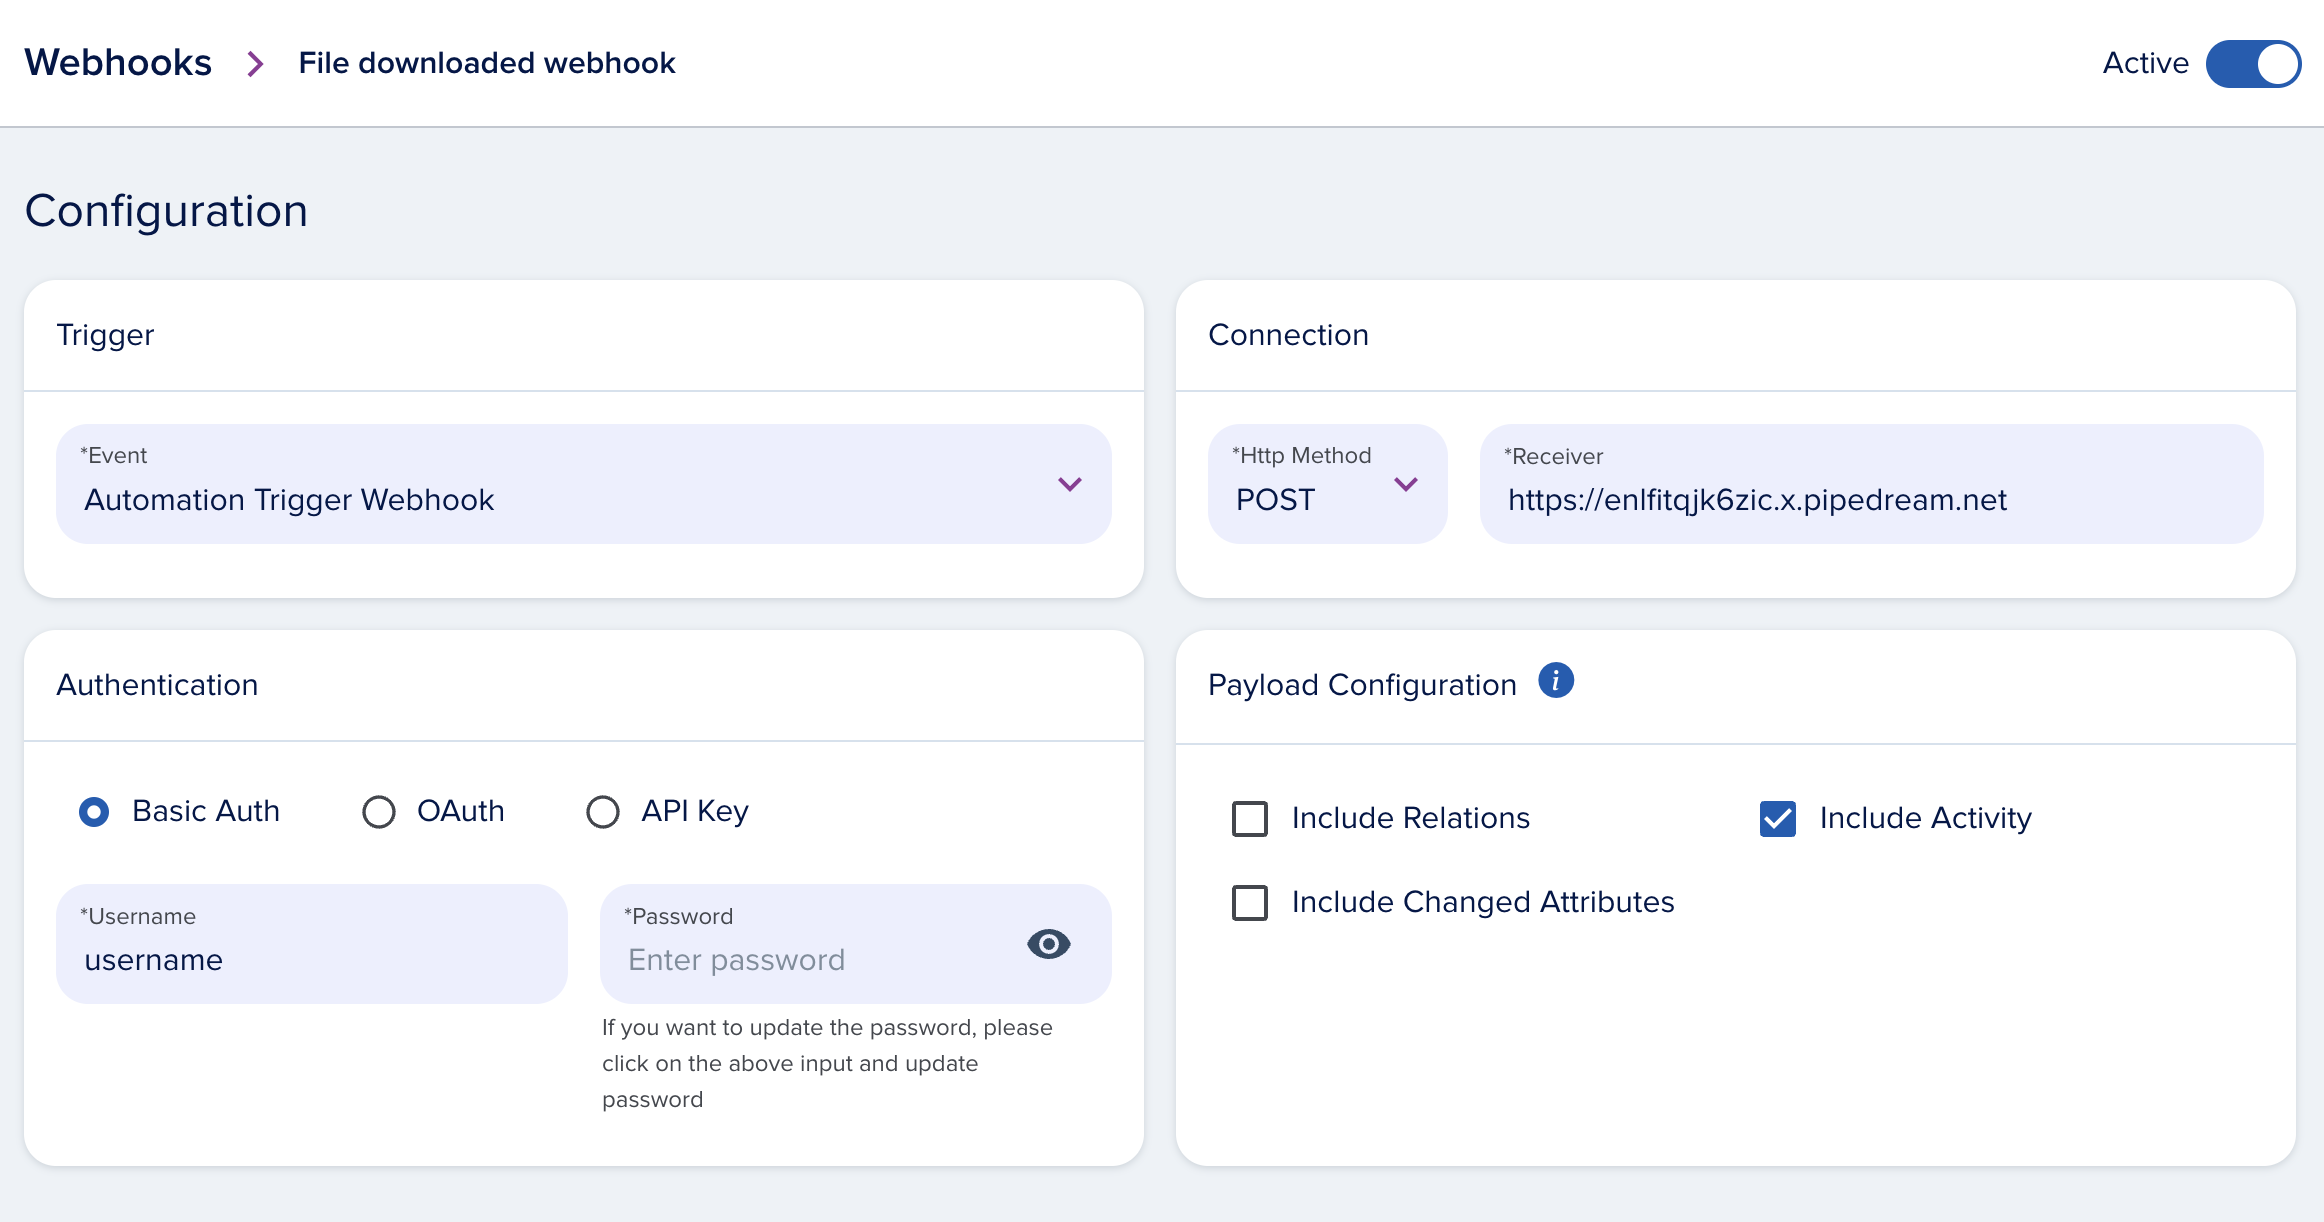 Webhooks
File downloaded webhook
Active
Configuration
Trigger
*Event
Automation Trigger Webhook
Connection
*Http Method
POST
*Receiver
https://enlfitqjk6zic.x.pipedream.net
Authentication
Basic Auth
OAuth
API Key
*Username
username
*Password
Enter password
If you want to update the password, please
click on the above input and update
password
Payload Configuration
i
Include Relations
Include Activity
Include Changed Attributes